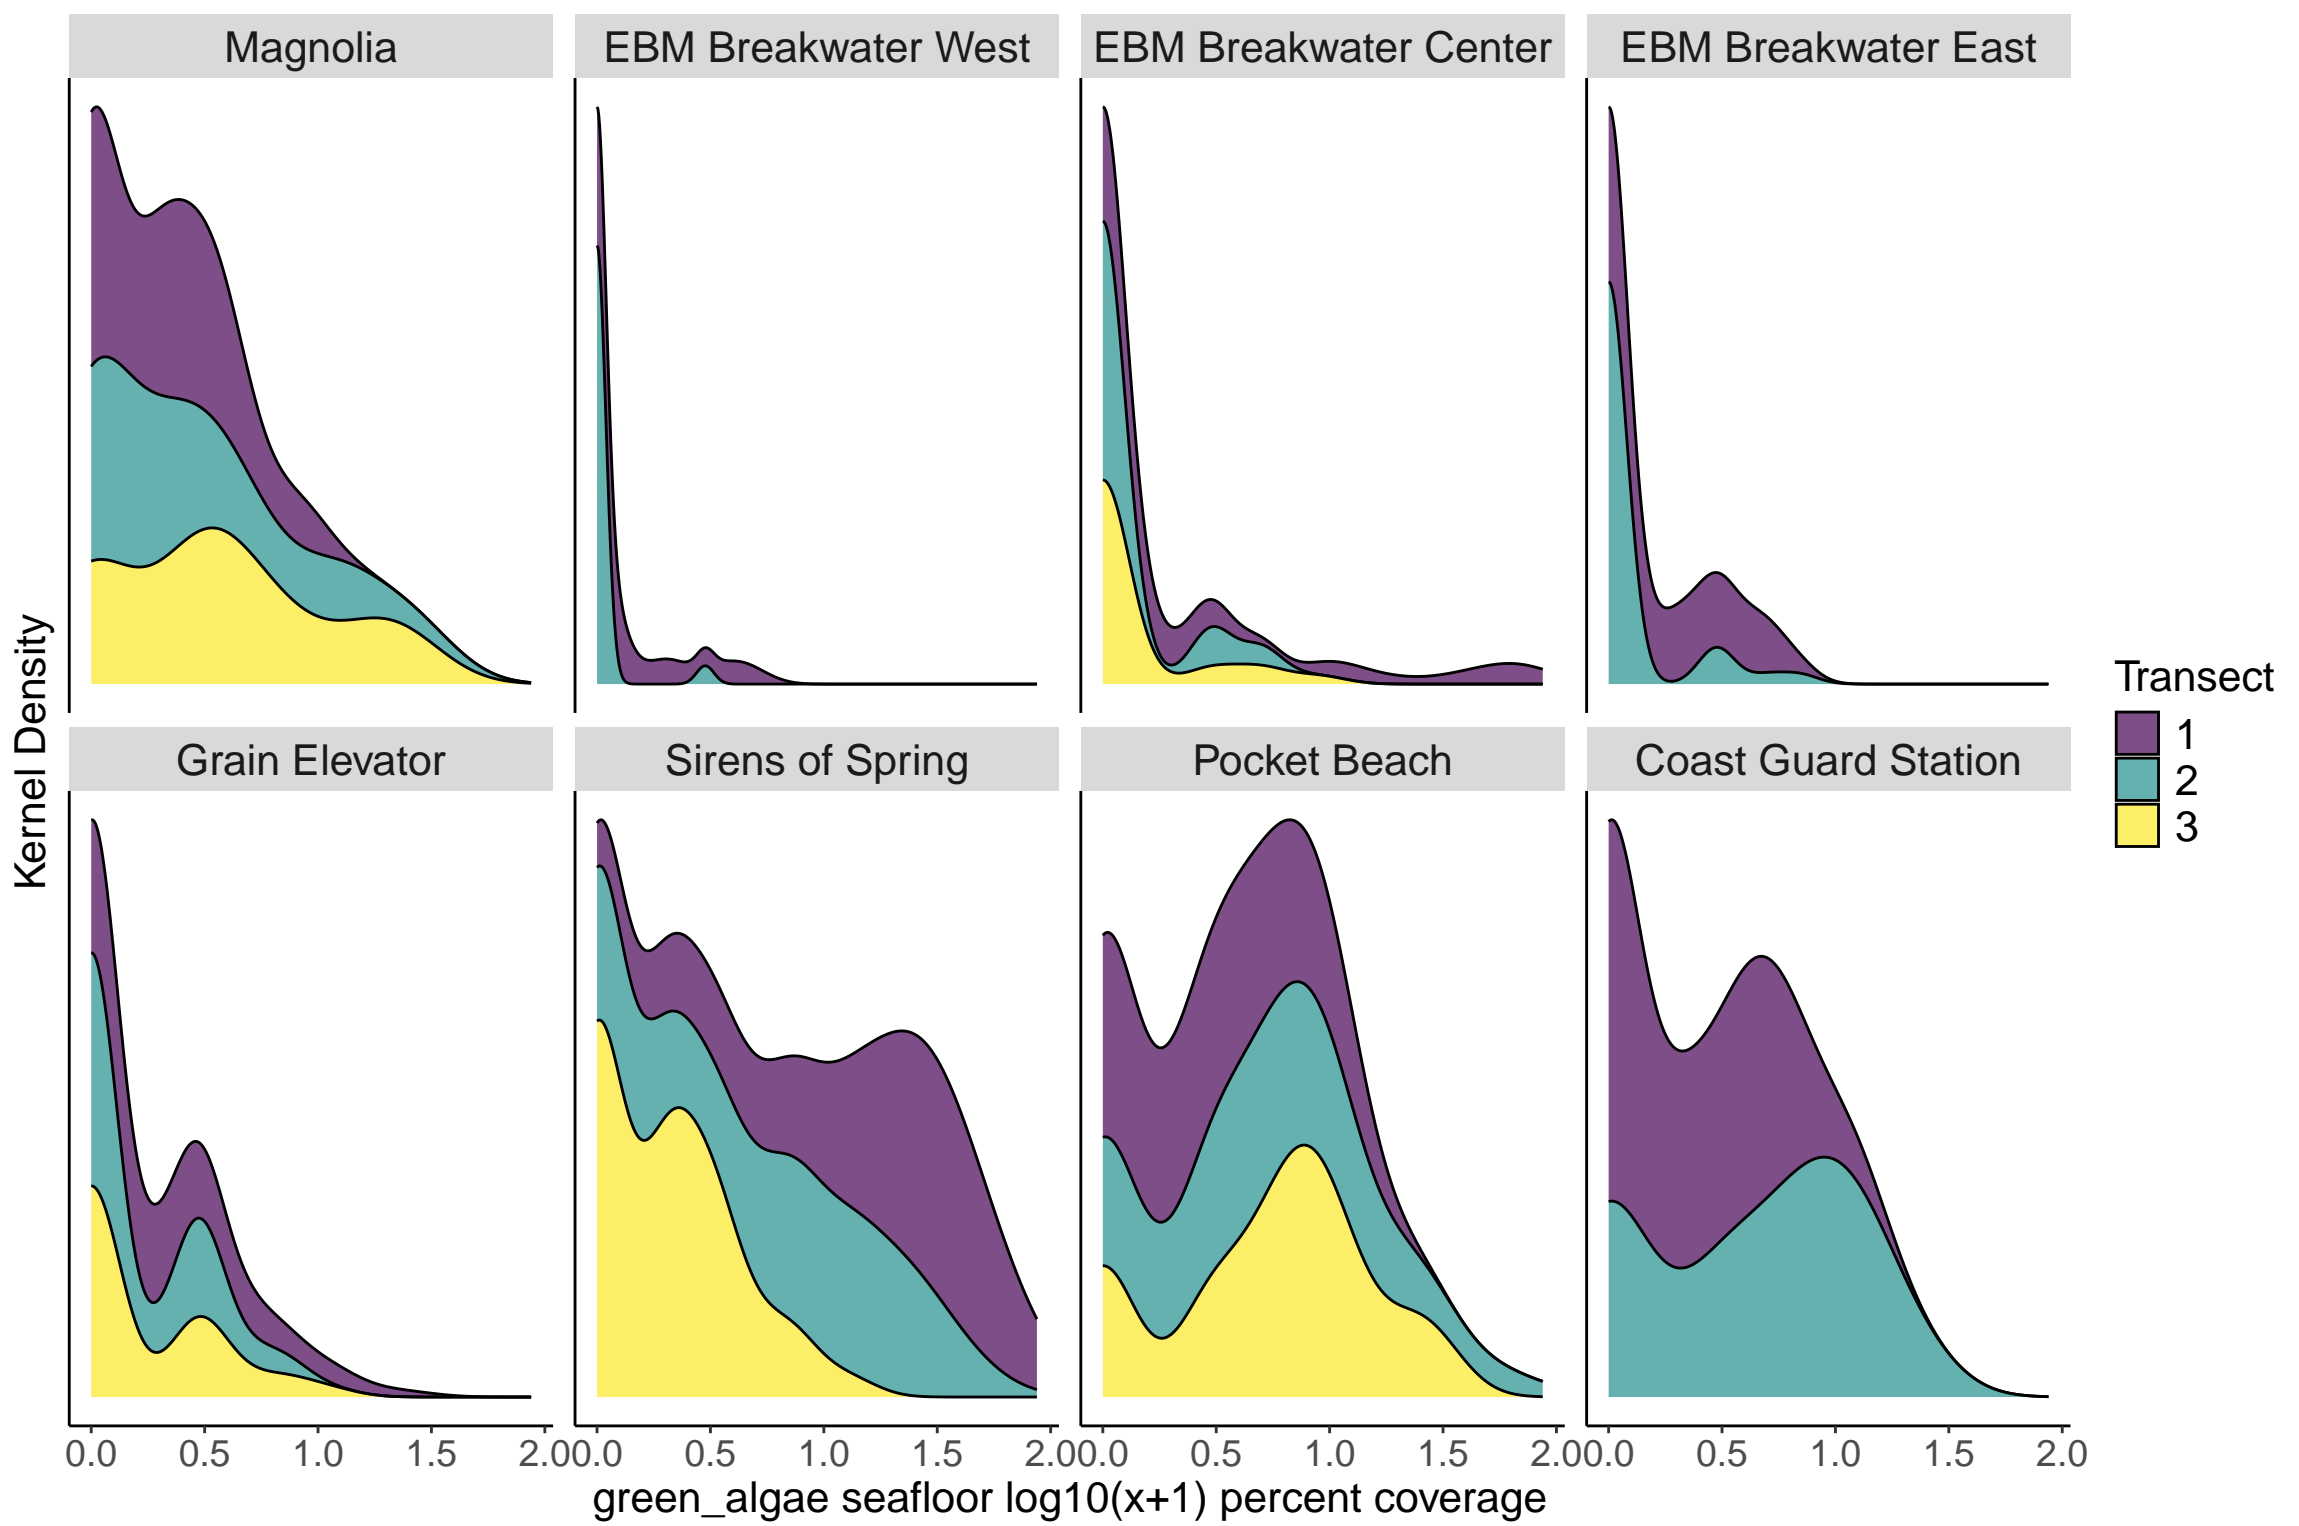 Magnolia
EBM Breakwater West
EBM Breakwater Center
EBM Breakwater East
Kernel Density
Grain Elevator
Sirens of Spring
Pocket Beach
Coast Guard Station
Transect
1
2
3
0.0 0.5 1.0 1.5 2.0
0.0 0.5 1.0 1.5 2.0
0.0 0.5 1.0 1.5 2.0
0.0 0.5 1.0 1.5 2.0
green_algae seafloor log10(x+1) percent coverage